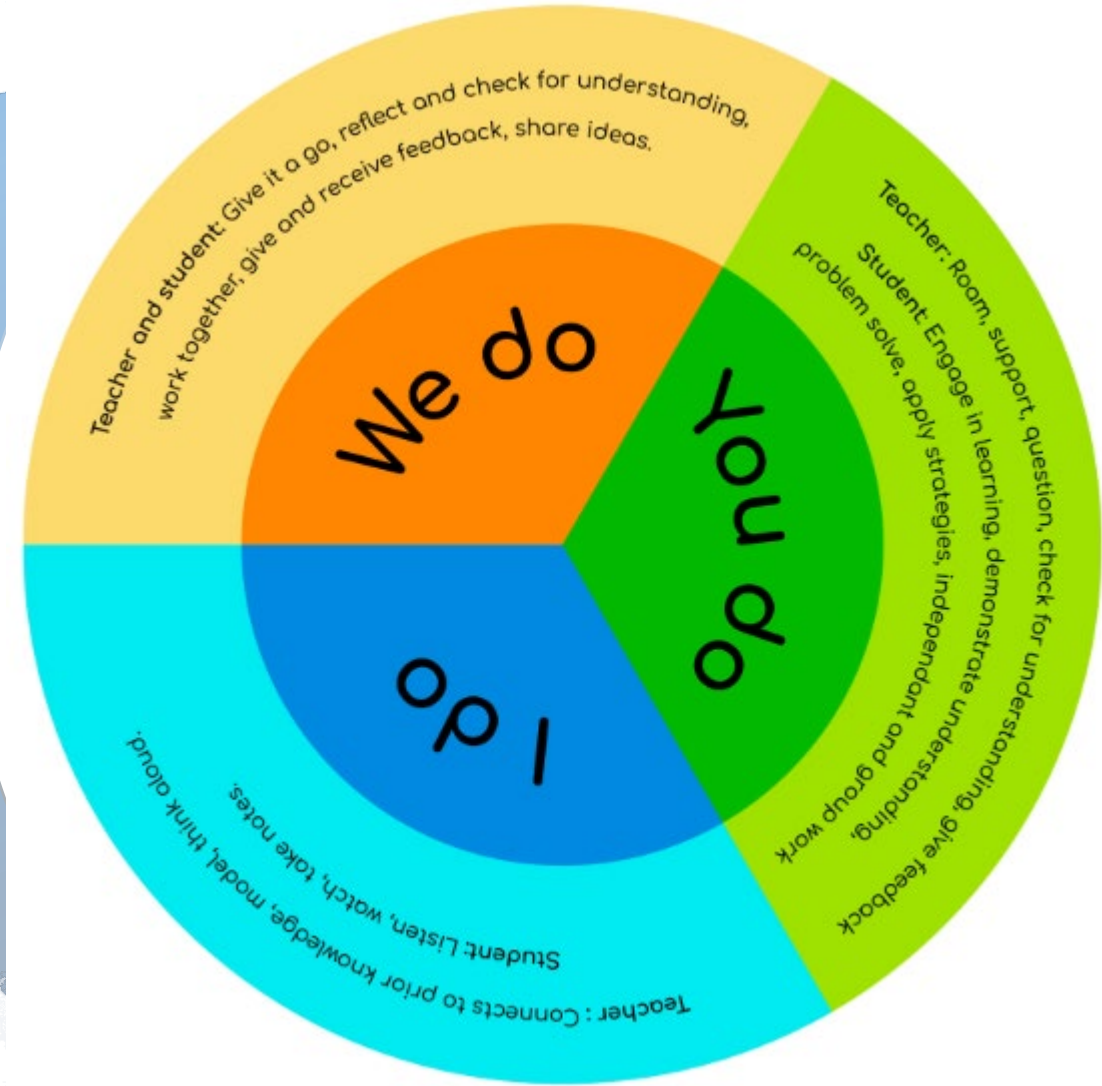 We do
Teacher and student: Give it a go, reflect and check for understanding,
work together, give and receive feedback, share ideas.
You do
Teacher: Roam, support, question, check for understanding, give feedback
Student: Engage in learning, demonstrate understanding,
problem solve, apply strategies, independant and group work
I do
Teacher : Connects to prior knowledge, model, think aloud.
Student: Listen, watch, take notes.